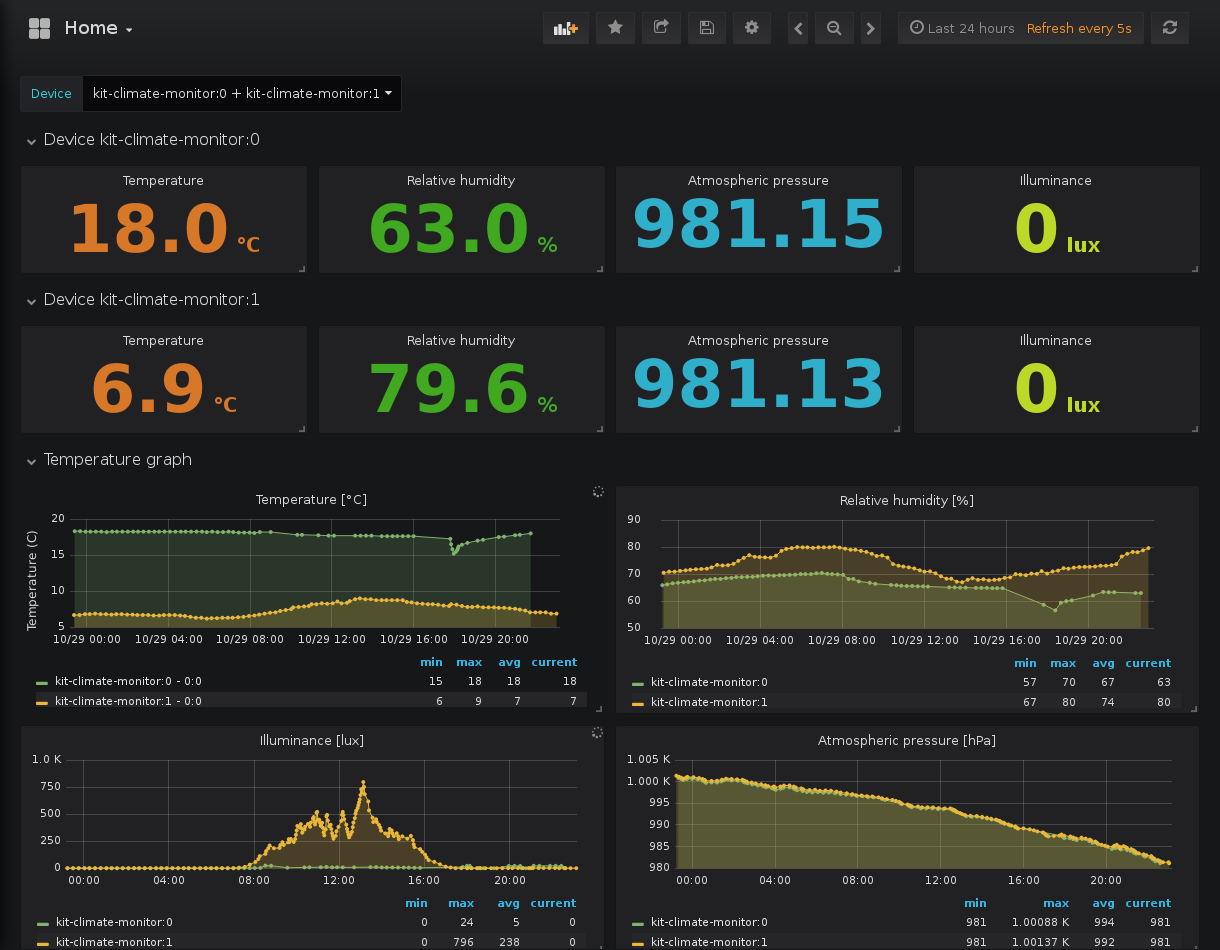 Home
Last 24 hours Refresh every 5s
Device kit-climate-monitor:0 + kit-climate-monitor:1
Device kit-climate-monitor:0
Temperature Relative humidity Atmospheric pressure Illuminance
18.0 °C 63.0 % 981.15 0 lux
Device kit-climate-monitor:1
Temperature Relative humidity Atmospheric pressure Illuminance
6.9 °C 79.6 % 981.13 0 lux
Temperature graph
Temperature [°C]
Temperature (C)
20
15
10
5
10/29 00:00 10/29 04:00 10/29 08:00 10/29 12:00 10/29 16:00 10/29 20:00
min max avg current
kit-climate-monitor:0 - 0:0 15 18 18 18
kit-climate-monitor:1 - 0:0 6 9 7 7
Relative humidity [%]
90
80
70
60
50
10/29 00:00 10/29 04:00 10/29 08:00 10/29 12:00 10/29 16:00 10/29 20:00
min max avg current
kit-climate-monitor:0 57 70 67 63
kit-climate-monitor:1 67 80 74 80
Illuminance [lux]
1.0 K
750
500
250
0
00:00 04:00 08:00 12:00 16:00 20:00
min max avg current
kit-climate-monitor:0 0 24 5 0
kit-climate-monitor:1 0 796 238 0
Atmospheric pressure [hPa]
1.005 K
1.000 K
995
990
985
980
00:00 04:00 08:00 12:00 16:00 20:00
min max avg current
kit-climate-monitor:0 981 1.00088 K 994 981
kit-climate-monitor:1 981 1.00137 K 992 981